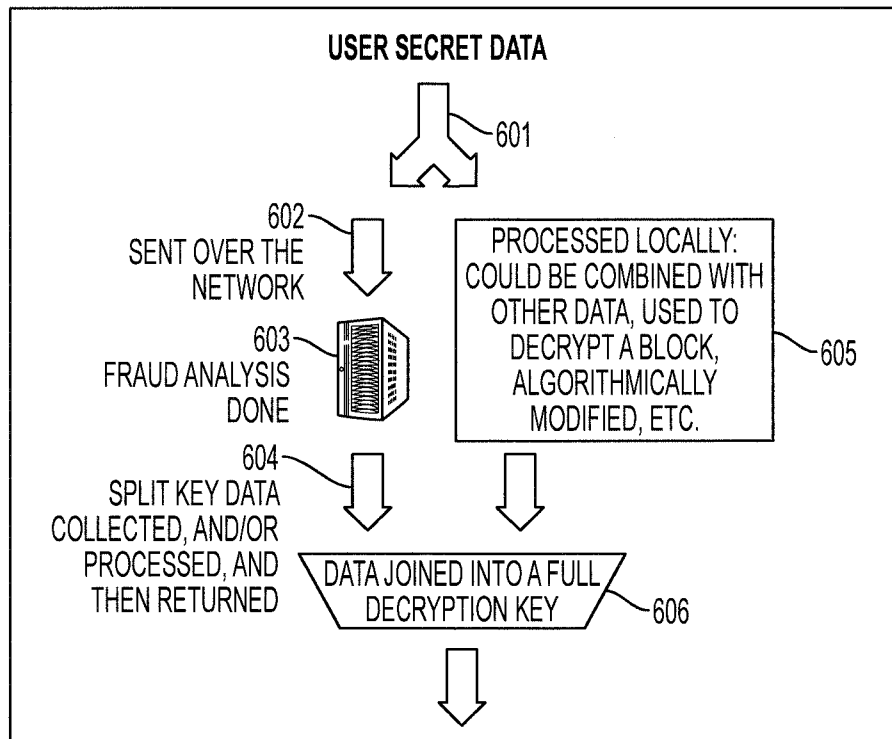 USER SECRET DATA
601
602
SENT OVER THE
NETWORK
603
FRAUD ANALYSIS
DONE
604
SPLIT KEY DATA
COLLECTED, AND/OR
PROCESSED, AND
THEN RETURNED
PROCESSED LOCALLY:
COULD BE COMBINED WITH
OTHER DATA, USED TO
DECRYPT A BLOCK,
ALGORITHMICALLY
MODIFIED, ETC.
605
DATA JOINED INTO A FULL
DECRYPTION KEY
606